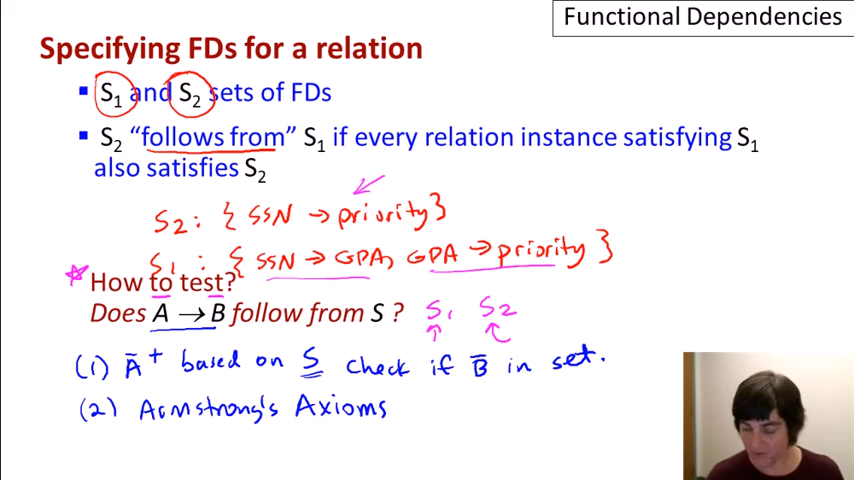 Functional Dependencies
Specifying FDs for a relation
▪ S₁ and S₂ sets of FDs
▪ S₂ “follows from” S₁ if every relation instance satisfying S₁
also satisfies S₂
S₂ : { SSN → priority }
S₁ : { SSN → GPA, GPA → priority }
How to test?
Does A → B follow from S ? S₁ S₂
(1) A̅⁺ based on S check if B̅ in set.
(2) Armstrong's Axioms